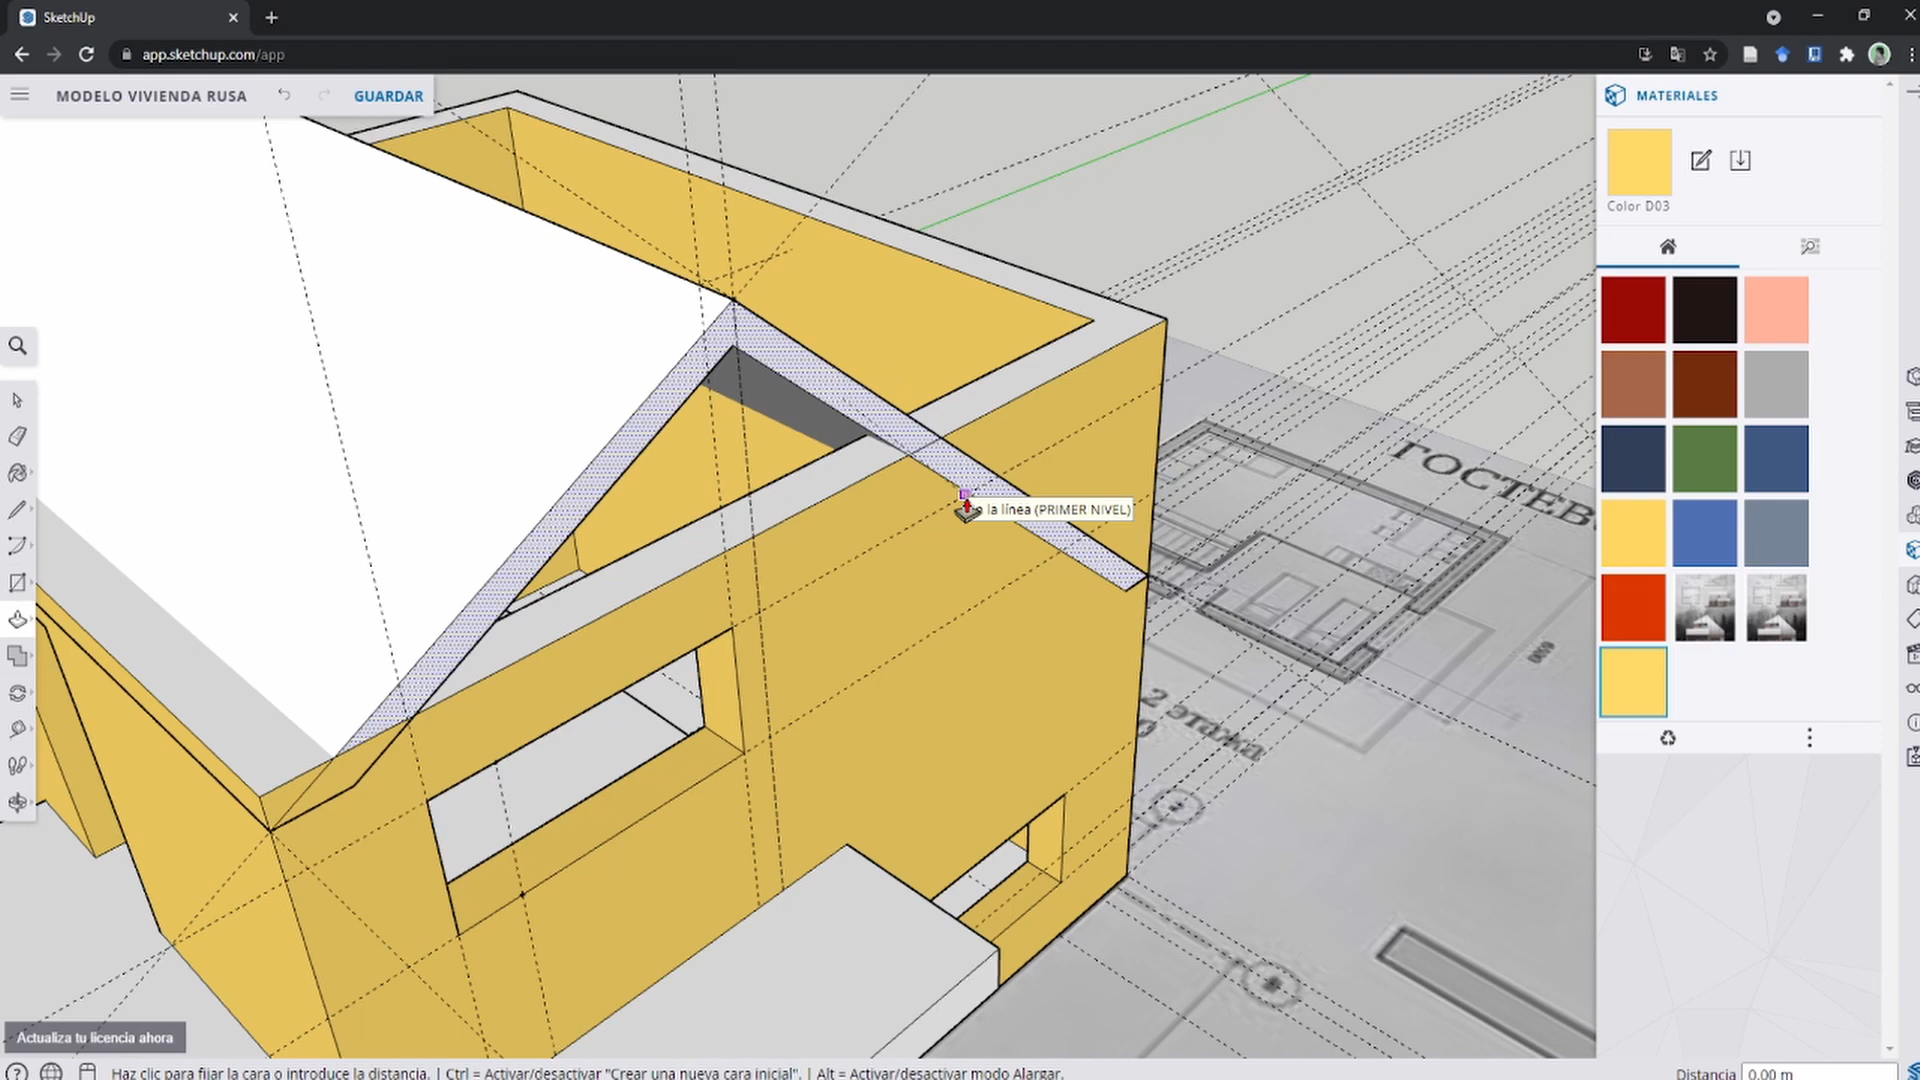 SketchUp
app.sketchup.com/app
MODELO VIVIENDA RUSA
GUARDAR
MATERIALES
Color D03
la línea (PRIMER NIVEL)
ГОСТЕВ
2 этажа
Actualiza tu licencia ahora
Haz clic para fijar la cara o introduce la distancia. | Ctrl = Activar/desactivar "Crear una nueva cara inicial". | Alt = Activar/desactivar modo Alargar.
Distancia 0,00 m